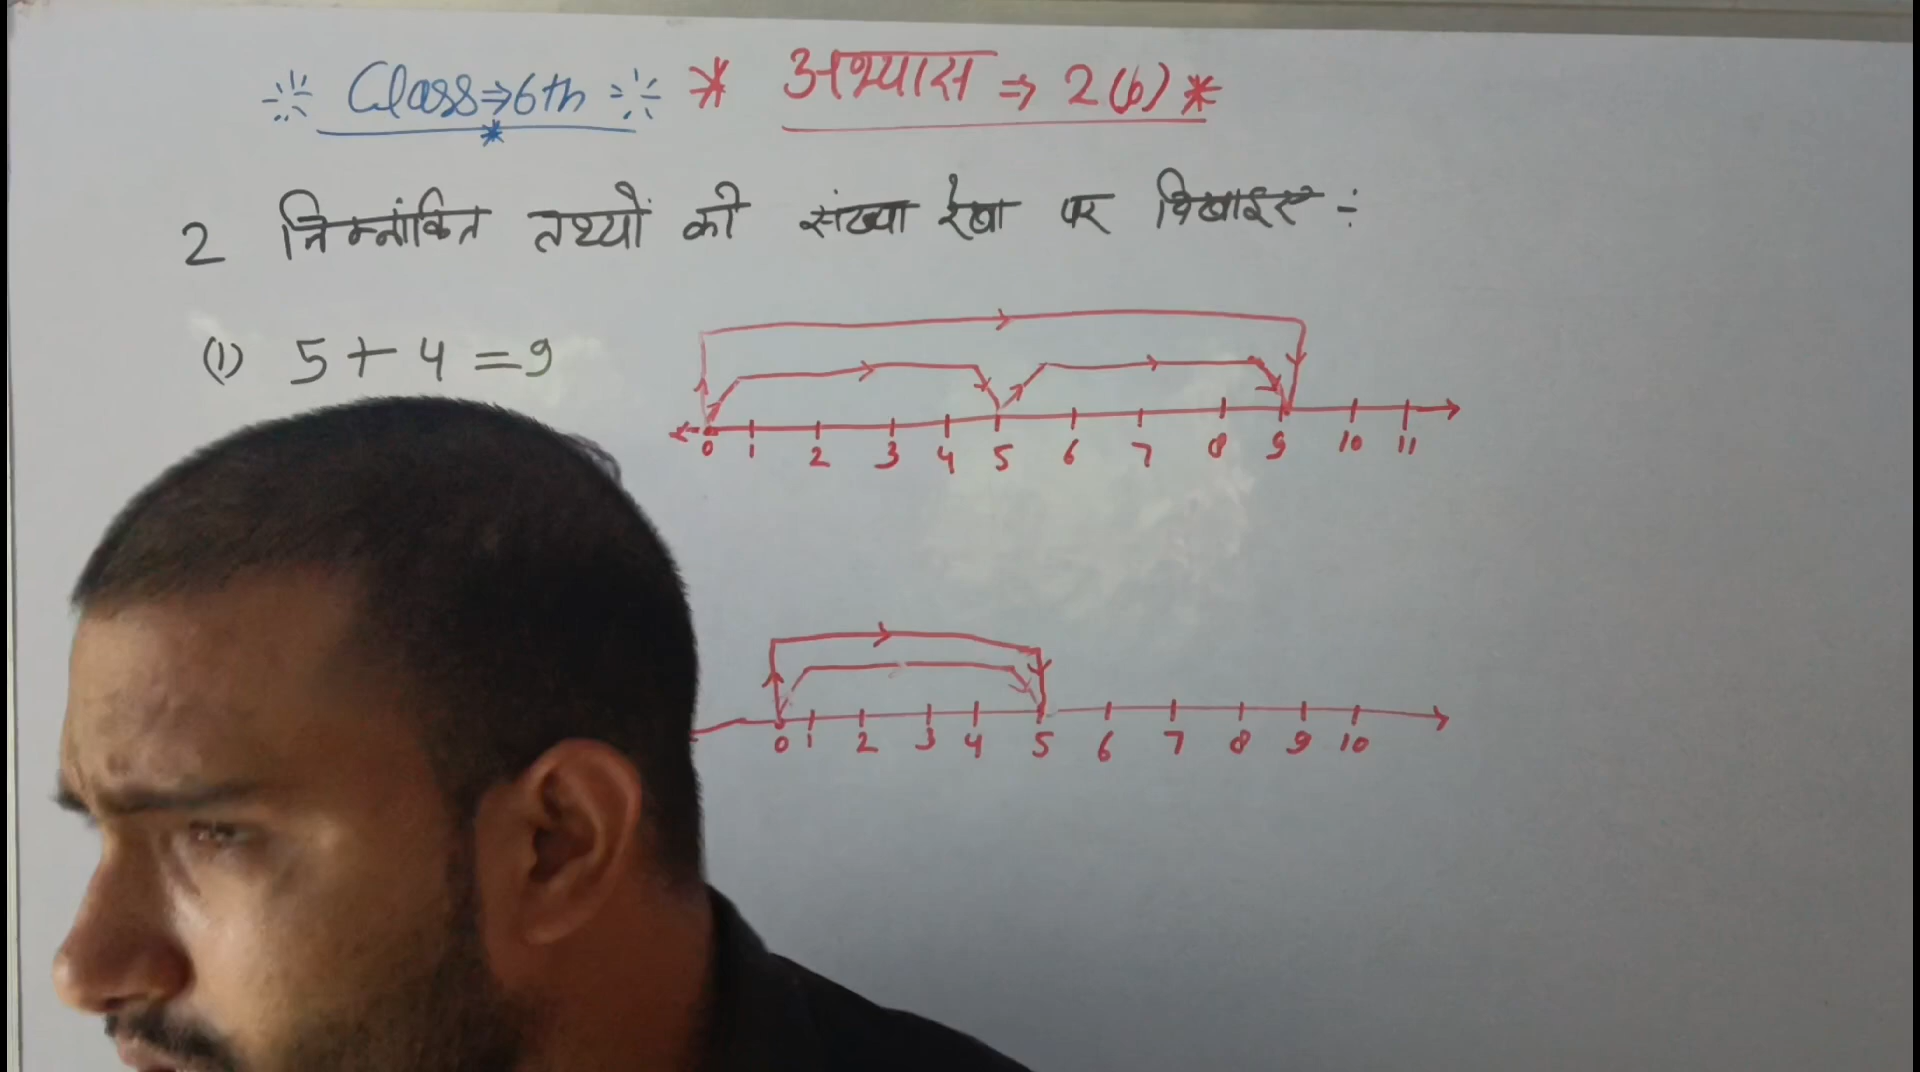 Class⇒6th * अभ्यास ⇒ 2(b) *
2 निम्नांकित तथ्यों को संख्या रेखा पर दिखाइए :-
(1) 5+4=9
0 1 2 3 4 5 6 7 8 9 10 11
0 1 2 3 4 5 6 7 8 9 10